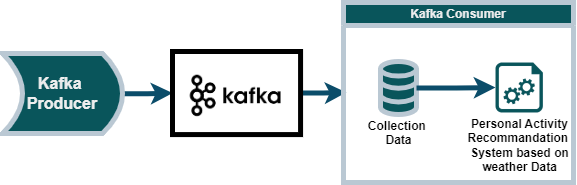 Kafka
Producer
kafka
Kafka Consumer
Collection
Data
Personal Activity
Recommandation
System based on
weather Data